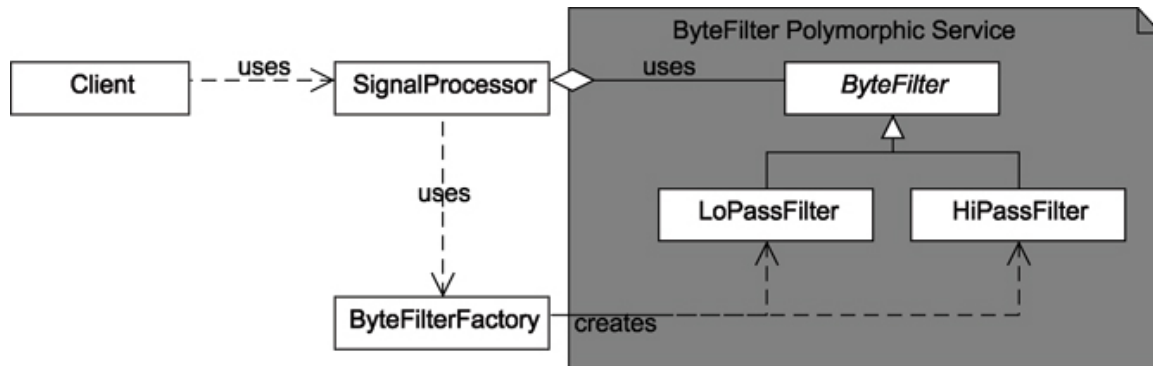 ByteFilter Polymorphic Service
Client
uses
SignalProcessor
uses
ByteFilter
uses
LoPassFilter
HiPassFilter
ByteFilterFactory
creates